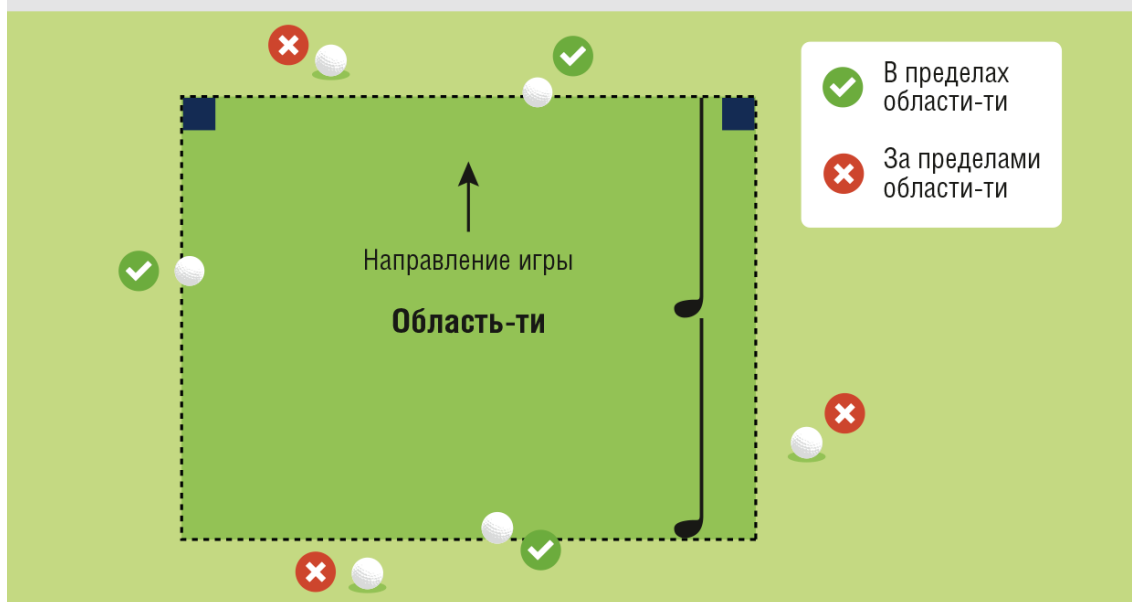 В пределах
области-ти
За пределами
области-ти
Направление игры
Область-ти